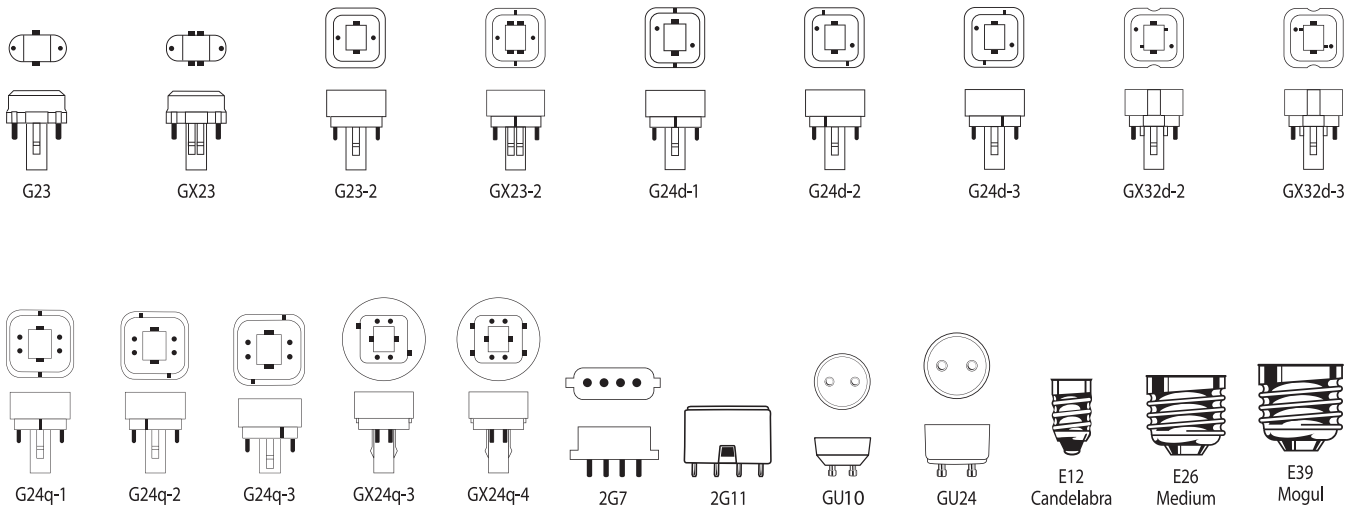 G23
GX23
G23-2
GX23-2
G24d-1
G24d-2
G24d-3
GX32d-2
GX32d-3
G24q-1
G24q-2
G24q-3
GX24q-3
GX24q-4
2G7
2G11
GU10
GU24
E12
Candelabra
E26
Medium
E39
Mogul